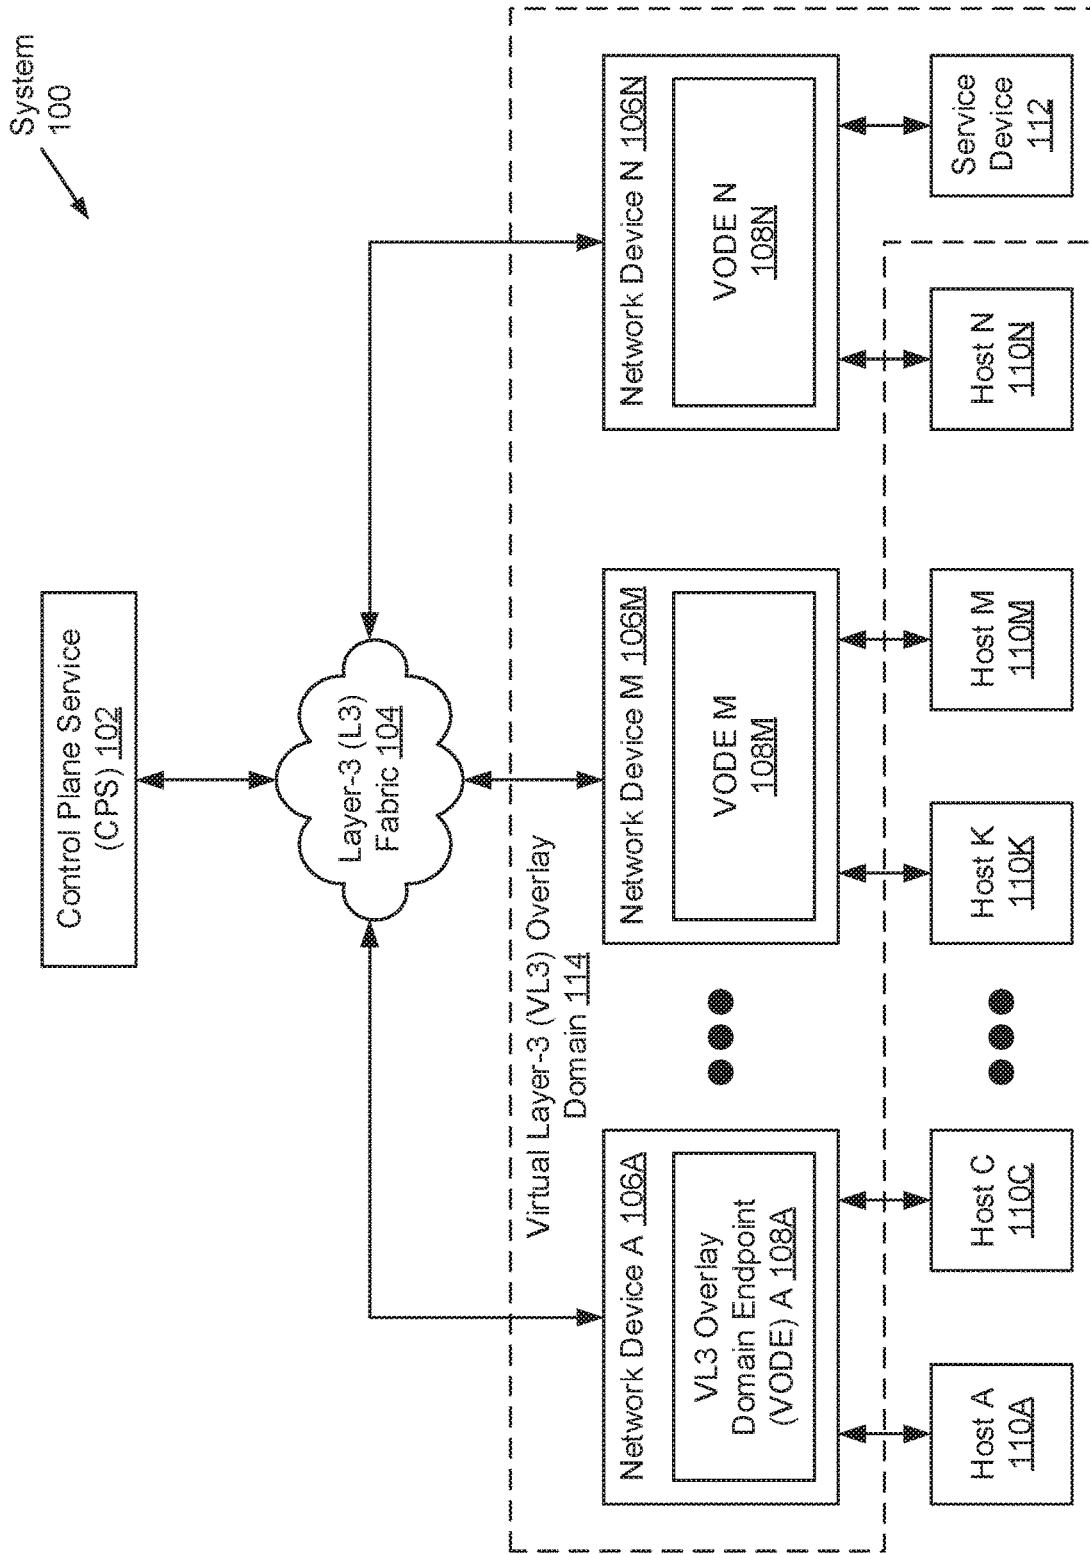 System
100
Control Plane Service
(CPS) 102
Layer-3 (L3)
Fabric 104
Virtual Layer-3 (VL3) Overlay
Domain 114
Network Device A 106A
VL3 Overlay
Domain Endpoint
(VODE) A 108A
Network Device M 106M
VODE M
108M
Network Device N 106N
VODE N
108N
Host A
110A
Host C
110C
Host K
110K
Host M
110M
Host N
110N
Service
Device
112